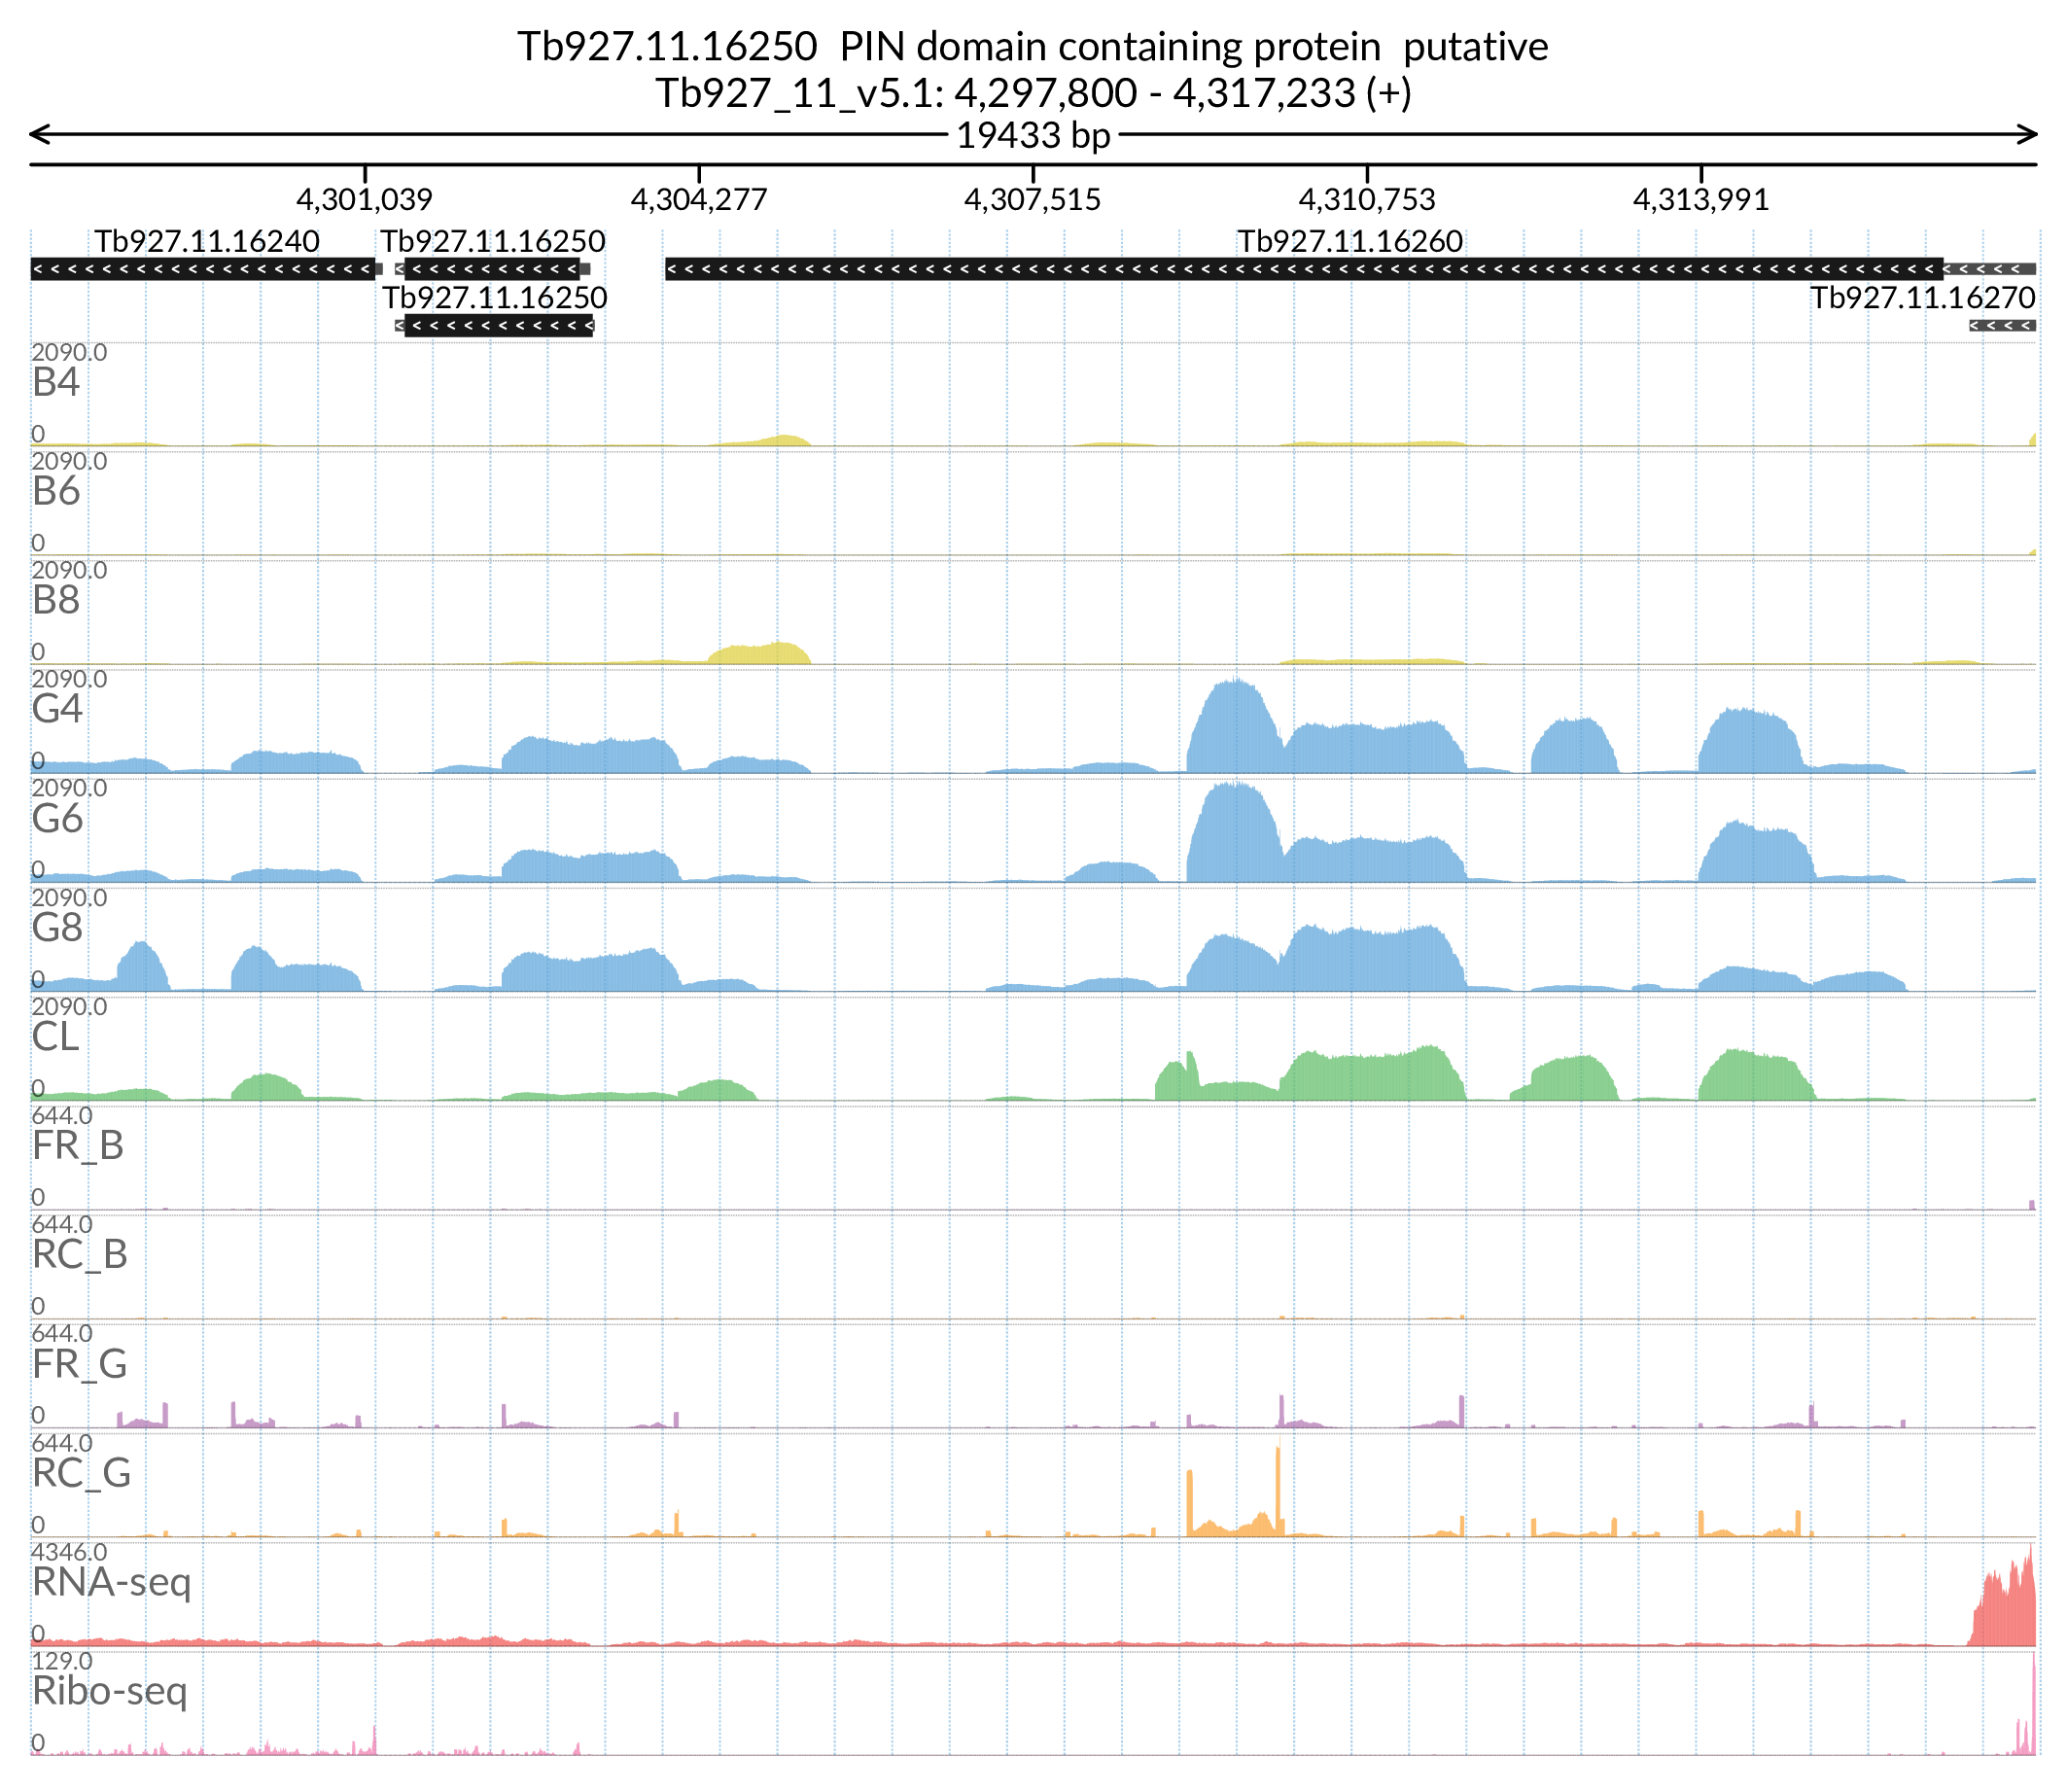 Tb927.11.16250  PIN domain containing protein  putative
Tb927_11_v5.1: 4,297,800 - 4,317,233 (+)
19433 bp
4,301,039 4,304,277 4,307,515 4,310,753 4,313,991
Tb927.11.16240 Tb927.11.16250 Tb927.11.16260
Tb927.11.16250 Tb927.11.16270
2090.0
B4
0
2090.0
B6
0
2090.0
B8
0
2090.0
G4
0
2090.0
G6
0
2090.0
G8
0
2090.0
CL
0
644.0
FR_B
0
644.0
RC_B
0
644.0
FR_G
0
644.0
RC_G
0
4346.0
RNA-seq
0
129.0
Ribo-seq
0